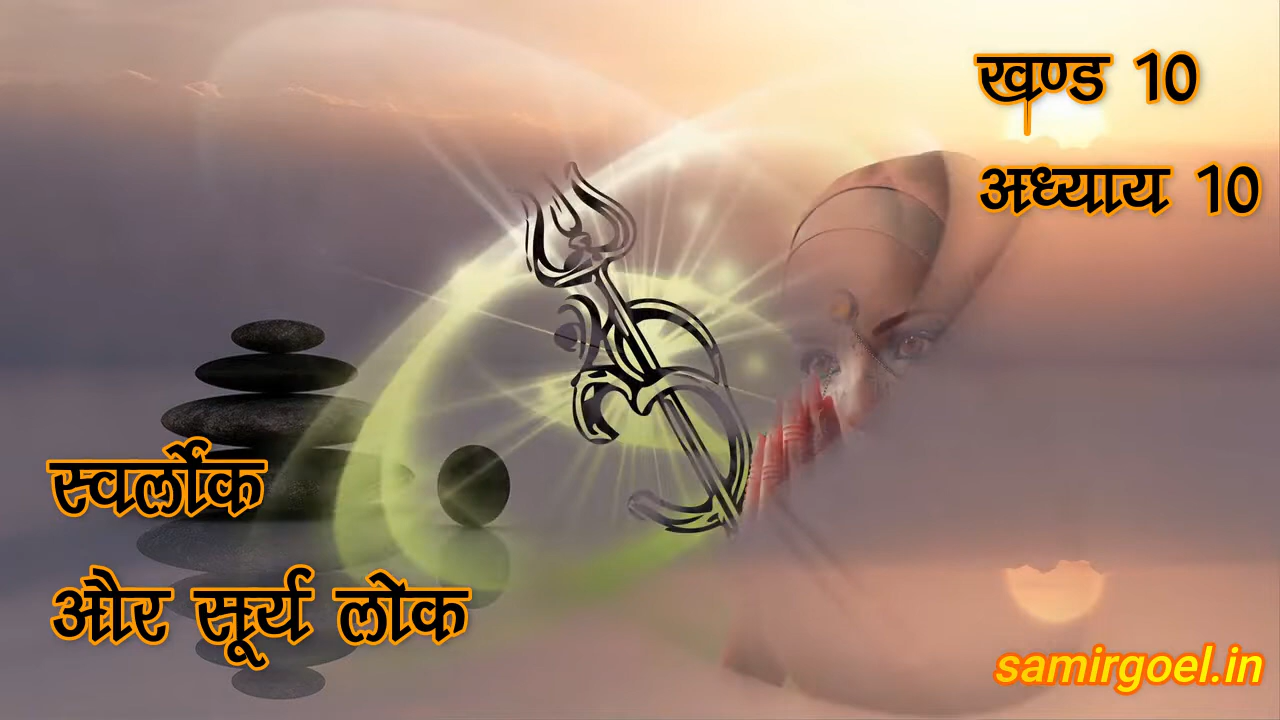 खण्ड 10
अध्याय 10
स्वर्लोक
और सूर्य लोक
samirgoel.in